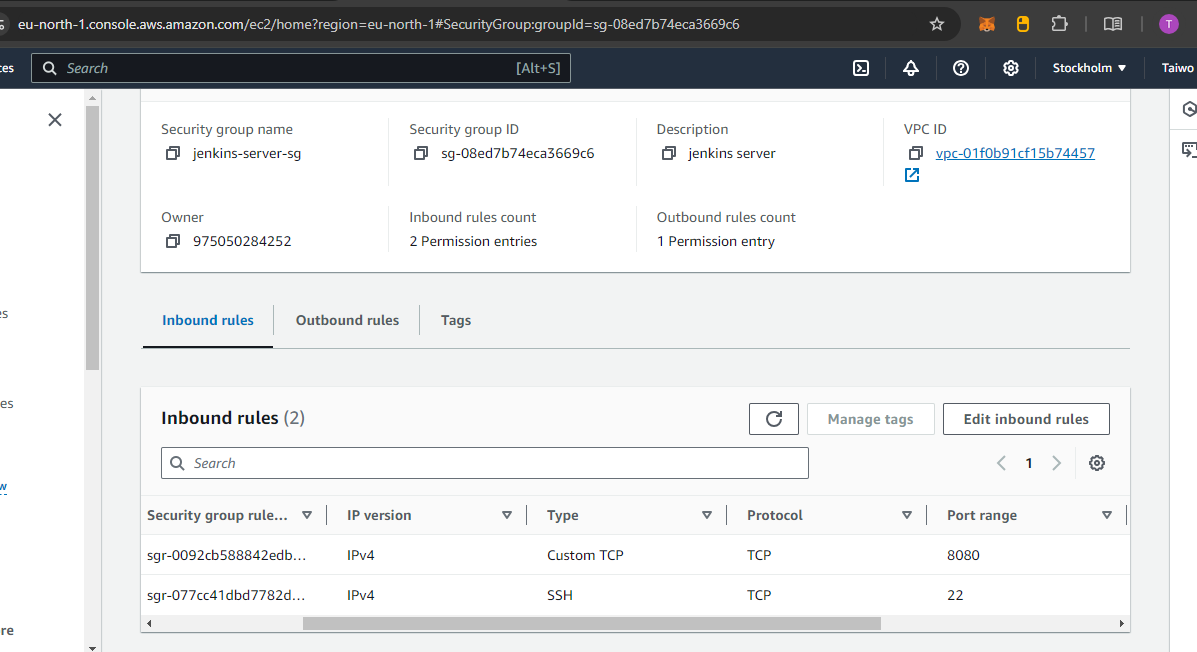 eu-north-1.console.aws.amazon.com/ec2/home?region=eu-north-1#SecurityGroup:groupId=sg-08ed7b74eca3669c6
T
ces
Search
[Alt+S]
Stockholm
Taiwo
Security group name
jenkins-server-sg
Security group ID
sg-08ed7b74eca3669c6
Description
jenkins server
VPC ID
vpc-01f0b91cf15b74457
Owner
975050284252
Inbound rules count
2 Permission entries
Outbound rules count
1 Permission entry
es
es
w
re
Inbound rules
Outbound rules
Tags
Inbound rules (2)
Manage tags
Edit inbound rules
Search
1
Security group rule...
IP version
Type
Protocol
Port range
sgr-0092cb588842edb...
IPv4
Custom TCP
TCP
8080
sgr-077cc41dbd7782d...
IPv4
SSH
TCP
22